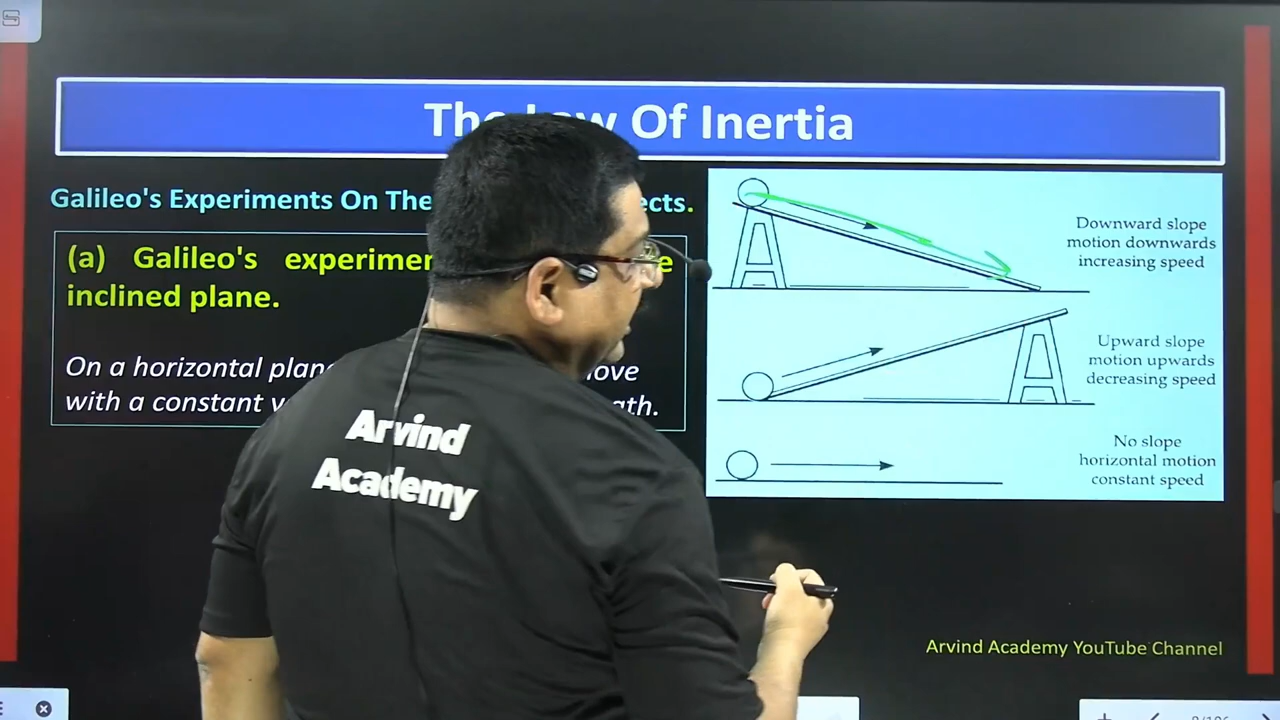 The Law Of Inertia
Galileo's Experiments On The ects.
(a) Galileo's experimen e
inclined plane.
On a horizontal plan ove
with a constant v ath.
Downward slope
motion downwards
increasing speed
Upward slope
motion upwards
decreasing speed
No slope
horizontal motion
constant speed
Arvind
Academy
Arvind Academy YouTube Channel